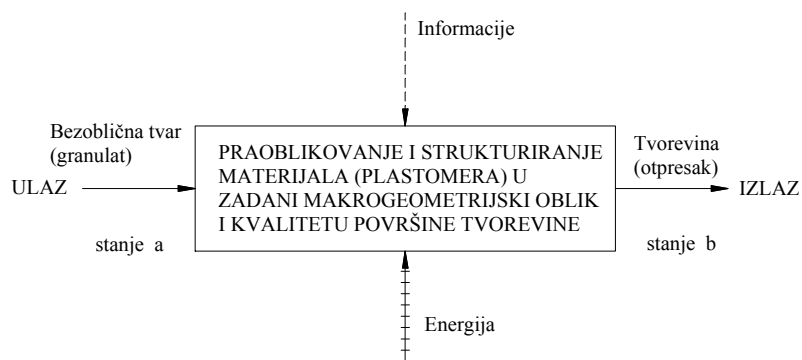 Informacije
Bezoblična tvar
(granulat)
ULAZ
stanje a
PRAOBLIKOVANJE I STRUKTURIRANJE
MATERIJALA (PLASTOMERA) U
ZADANI MAKROGEOMETRIJSKI OBLIK
I KVALITETU POVRŠINE TVOREVINE
Tvorevina
(otpresak)
IZLAZ
stanje b
Energija